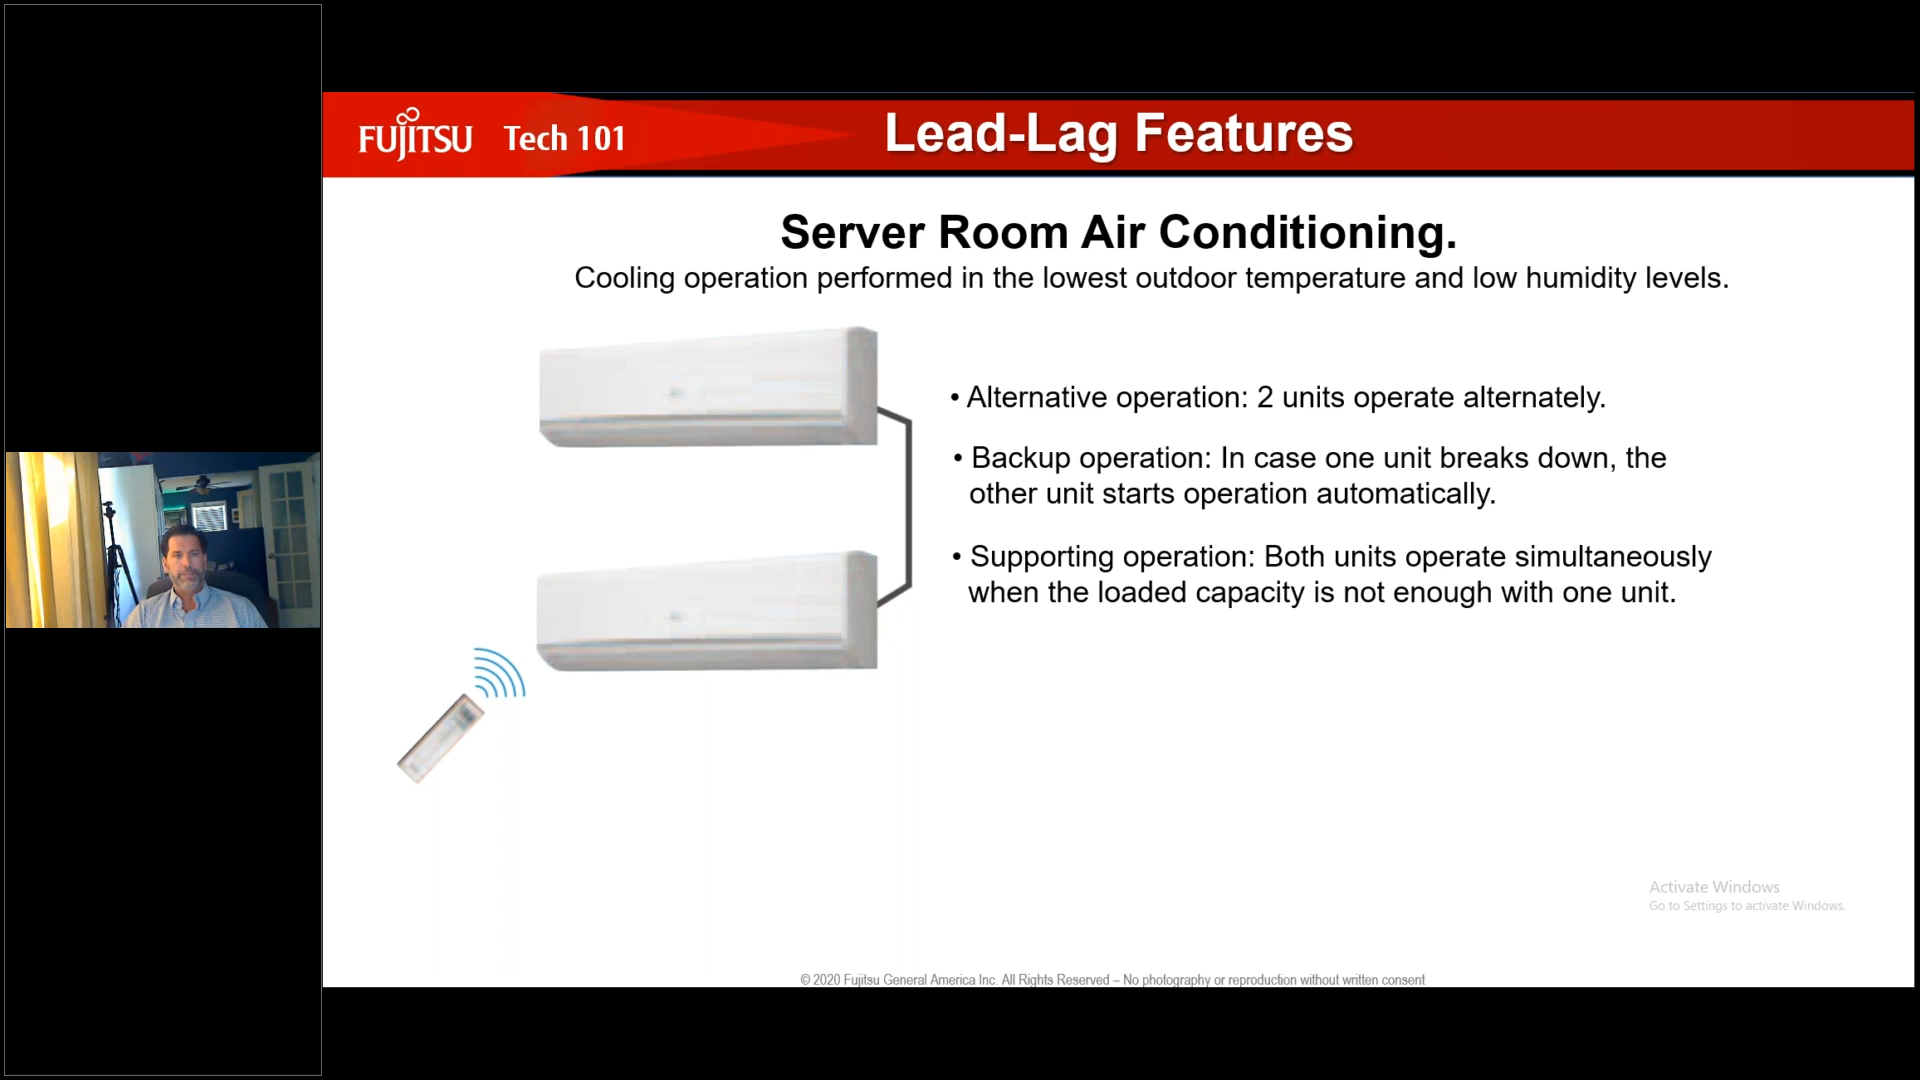 FUJITSU Tech 101
Lead-Lag Features
Server Room Air Conditioning.
Cooling operation performed in the lowest outdoor temperature and low humidity levels.
• Alternative operation: 2 units operate alternately.
• Backup operation: In case one unit breaks down, the
other unit starts operation automatically.
• Supporting operation: Both units operate simultaneously
when the loaded capacity is not enough with one unit.
Activate Windows
Go to Settings to activate Windows.
© 2020 Fujitsu General America Inc. All Rights Reserved – No photography or reproduction without written consent